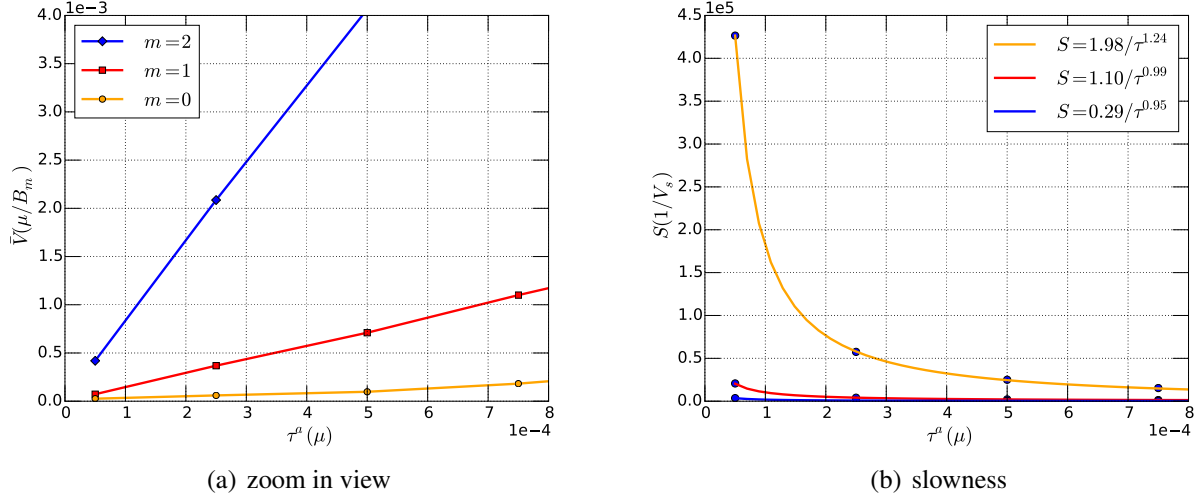 1e−3
4.0
3.5
3.0
2.5
2.0
1.5
1.0
0.5
0.0
V̄(μ/B_m)
m=2
m=1
m=0
0 1 2 3 4 5 6 7 8
1e−4
τ^a(μ)
(a) zoom in view
1e5
4.5
4.0
3.5
3.0
2.5
2.0
1.5
1.0
0.5
0.0
S(1/V_s)
S=1.98/τ^1.24
S=1.10/τ^0.99
S=0.29/τ^0.95
0 1 2 3 4 5 6 7 8
1e−4
τ^a(μ)
(b) slowness